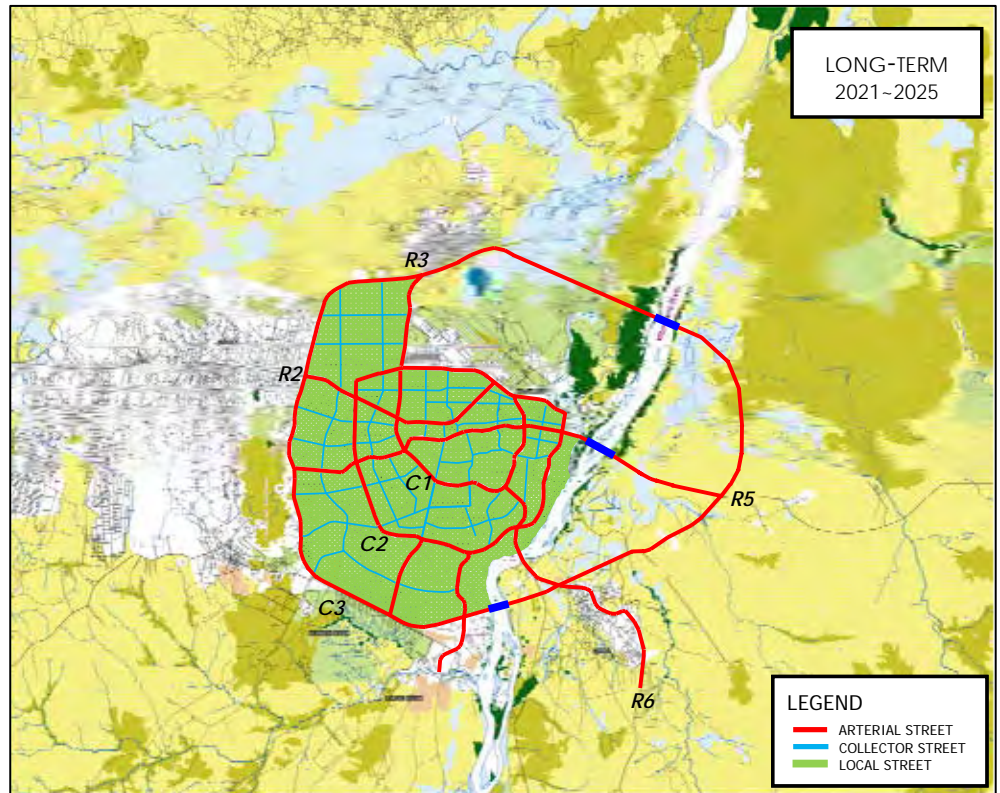 LONG-TERM
2021~2025
R3
R2
C1
R5
C2
C3
R6
LEGEND
ARTERIAL STREET
COLLECTOR STREET
LOCAL STREET